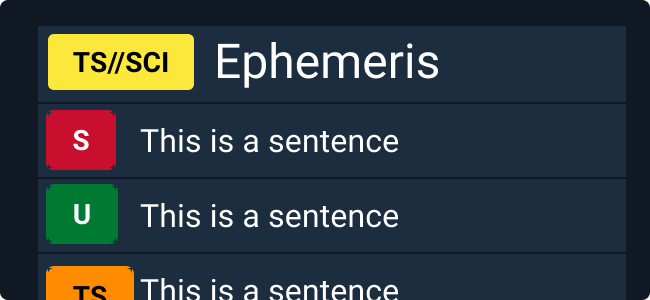 TS//SCI Ephemeris
S This is a sentence
U This is a sentence
TS This is a sentence